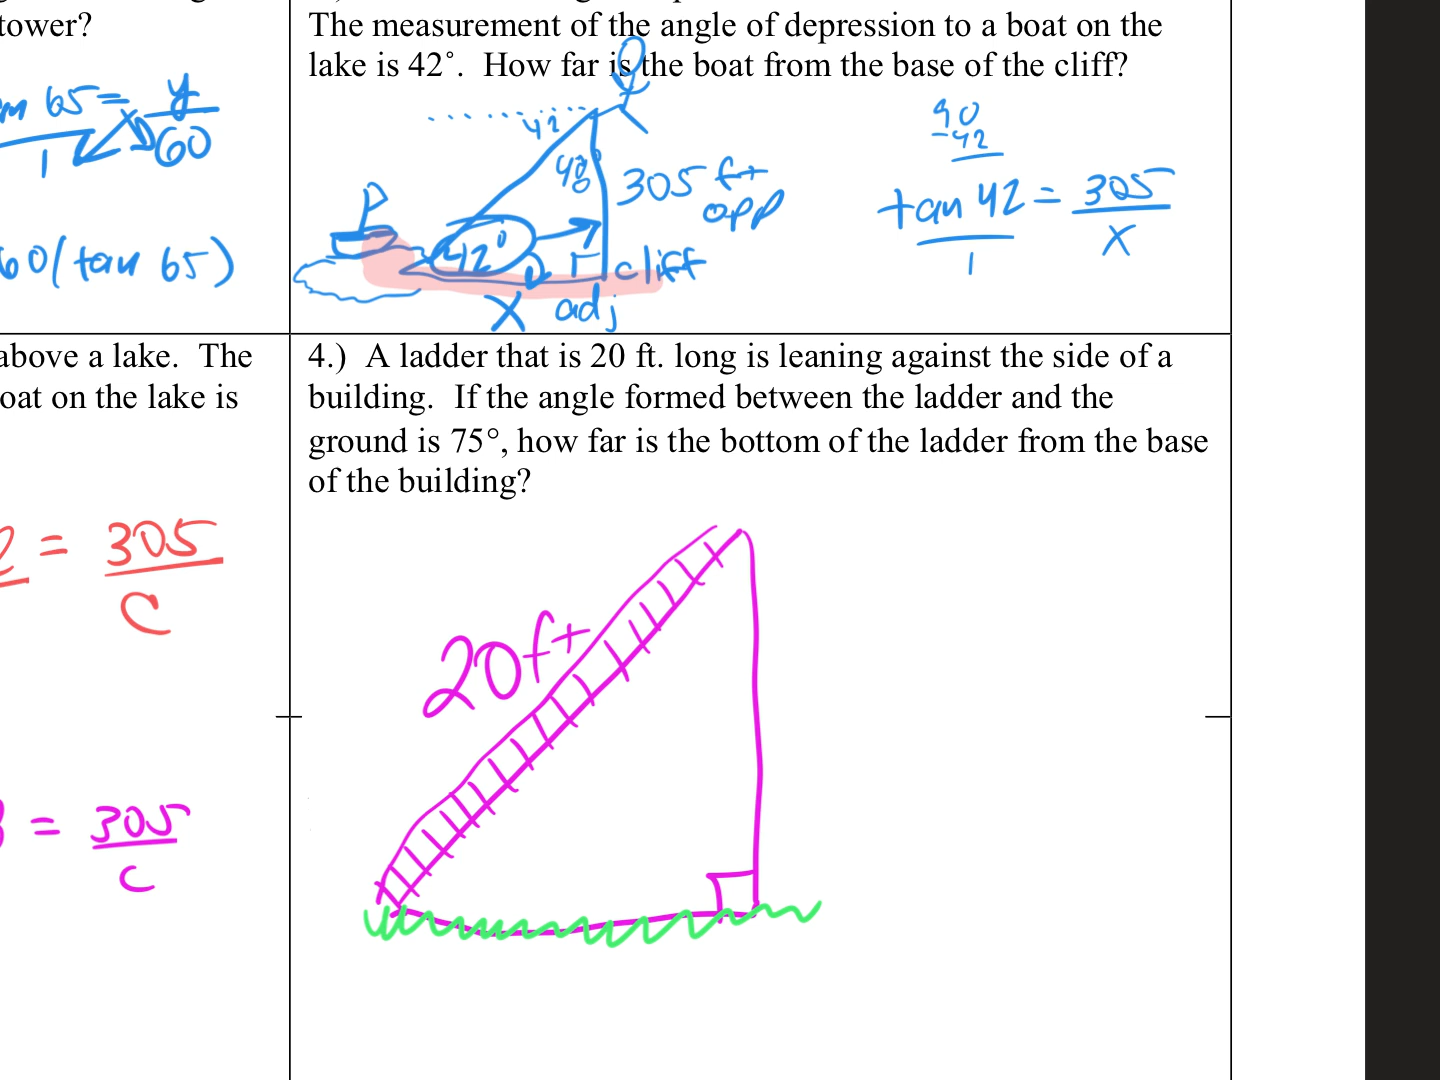 tower?
65 = y
1 60
60(tan 65)
The measurement of the angle of depression to a boat on the
lake is 42˚. How far is the boat from the base of the cliff?
42
48
305 ft
opp
42°
cliff
x adj
90
-42
tan 42 = 305
1 x
above a lake. The
oat on the lake is
2 = 305
C
= 305
C
4.) A ladder that is 20 ft. long is leaning against the side of a
building. If the angle formed between the ladder and the
ground is 75°, how far is the bottom of the ladder from the base
of the building?
20ft